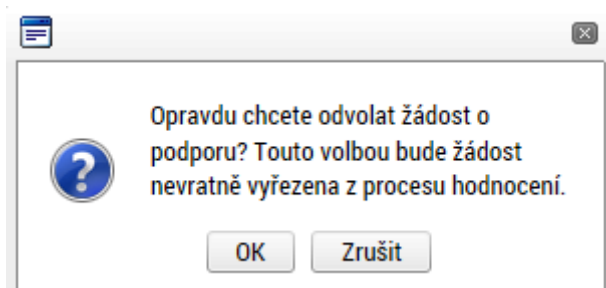 Opravdu chcete odvolat žádost o
podporu? Touto volbou bude žádost
nevratně vyřezena z procesu hodnocení.
OK Zrušit